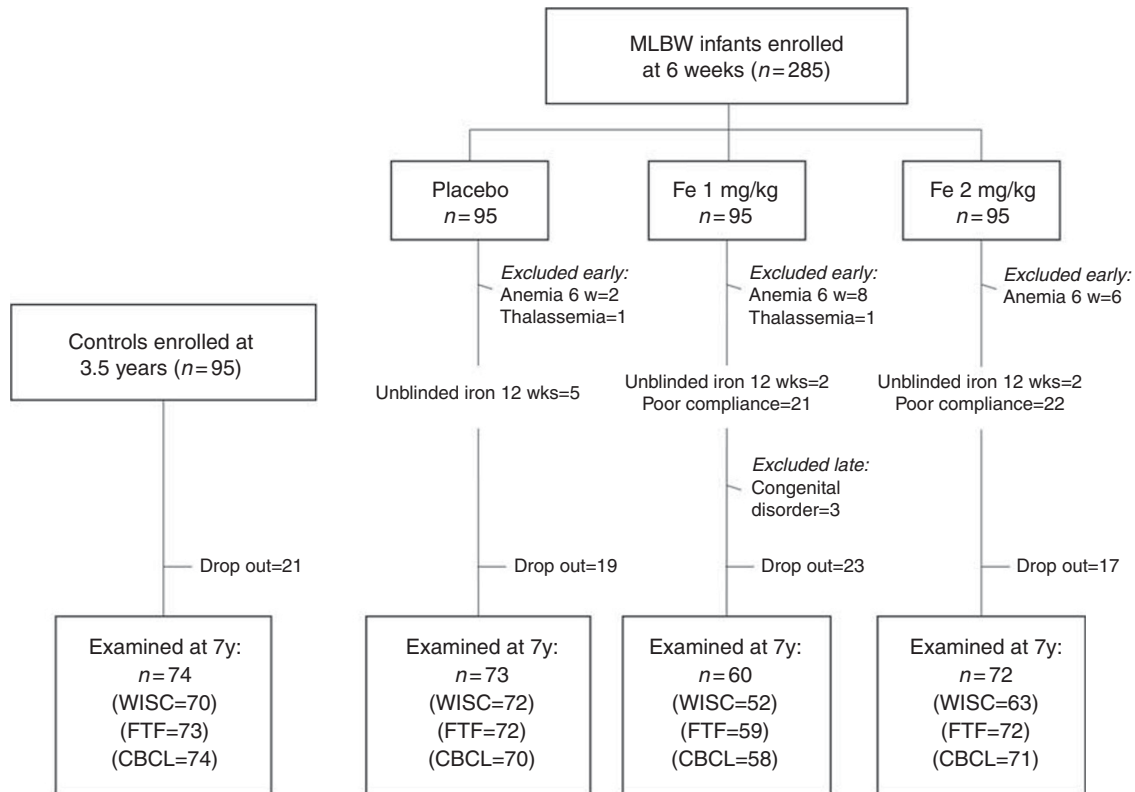 MLBW infants enrolled
at 6 weeks (n=285)
Placebo
n=95
Fe 1 mg/kg
n=95
Fe 2 mg/kg
n=95
Excluded early:
Anemia 6 w=2
Thalassemia=1
Excluded early:
Anemia 6 w=8
Thalassemia=1
Excluded early:
Anemia 6 w=6
Controls enrolled at
3.5 years (n=95)
Unblinded iron 12 wks=5
Unblinded iron 12 wks=2
Poor compliance=21
Unblinded iron 12 wks=2
Poor compliance=22
Excluded late:
Congenital
disorder=3
Drop out=21
Drop out=19
Drop out=23
Drop out=17
Examined at 7y:
n=74
(WISC=70)
(FTF=73)
(CBCL=74)
Examined at 7y:
n=73
(WISC=72)
(FTF=72)
(CBCL=70)
Examined at 7y:
n=60
(WISC=52)
(FTF=59)
(CBCL=58)
Examined at 7y:
n=72
(WISC=63)
(FTF=72)
(CBCL=71)